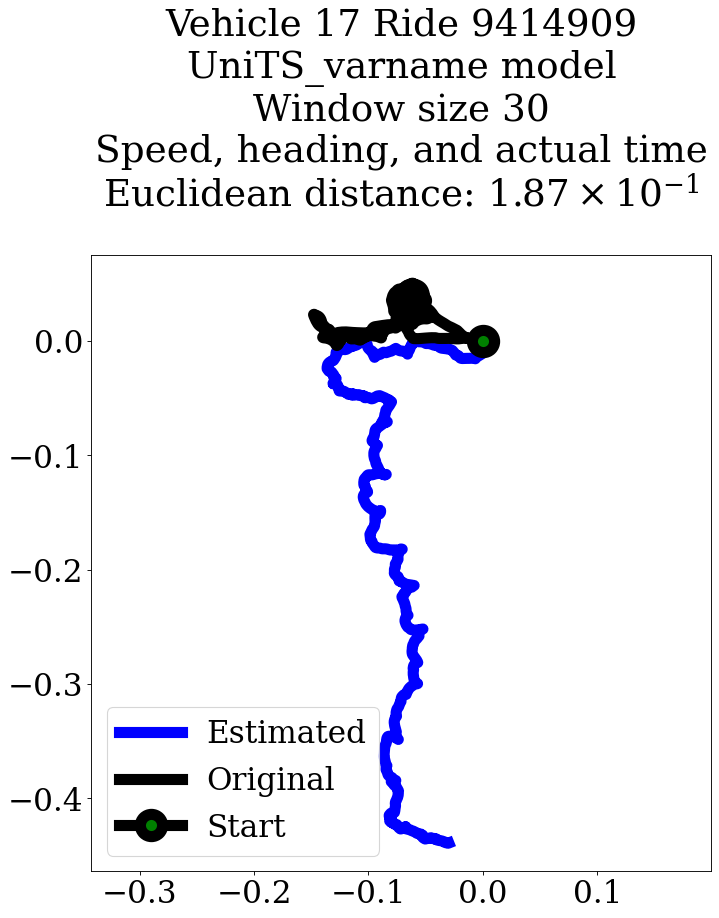 Vehicle 17 Ride 9414909
UniTS_varname model
Window size 30
Speed, heading, and actual time
Euclidean distance: 1.87 × 10⁻¹
0.0
−0.1
−0.2
−0.3
−0.4
Estimated
Original
Start
−0.3 −0.2 −0.1 0.0 0.1